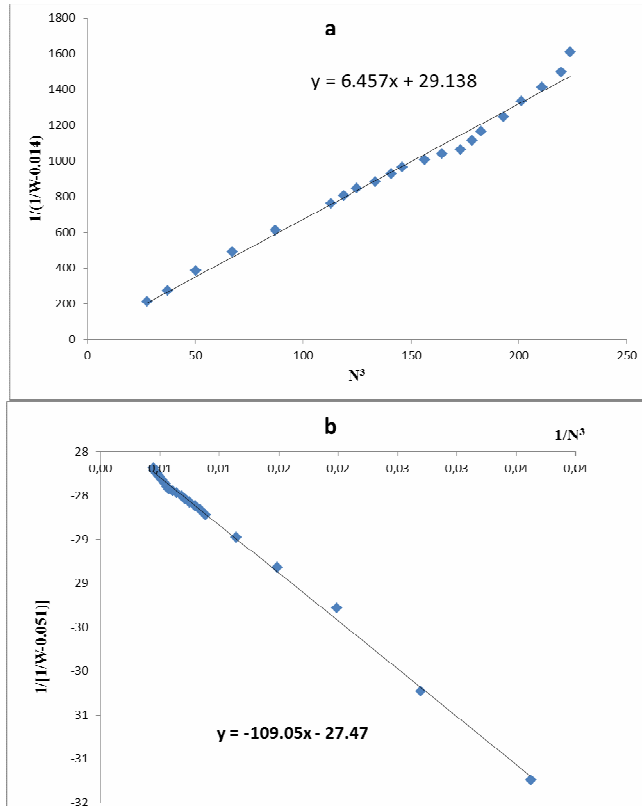 a
1800
1600
1400
1200
1000
800
600
400
200
0
y = 6.457x + 29.138
1/(1/W-0.014)
0 50 100 150 200 250
N³
b
1/N³
28
0,00 0,01 0,01 0,02 0,02 0,03 0,03 0,04 0,04
-28
-29
-29
-30
-30
-31
-31
-32
1/[1/W-0.051)]
y = -109.05x - 27.47